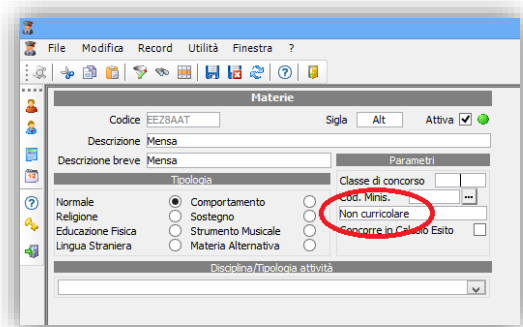 File Modifica Record Utilità Finestra ?
Materie
Codice EEZ8AAT Sigla Alt Attiva
Descrizione Mensa
Descrizione breve Mensa
Parametri
Tipologia
Classe di concorso
Normale Comportamento
Cod. Minis. ...
Religione Sostegno
Non curricolare
Educazione Fisica Strumento Musicale
Concorre in Calcolo Esito
Lingua Straniera Materia Alternativa
Disciplina/Tipologia attività